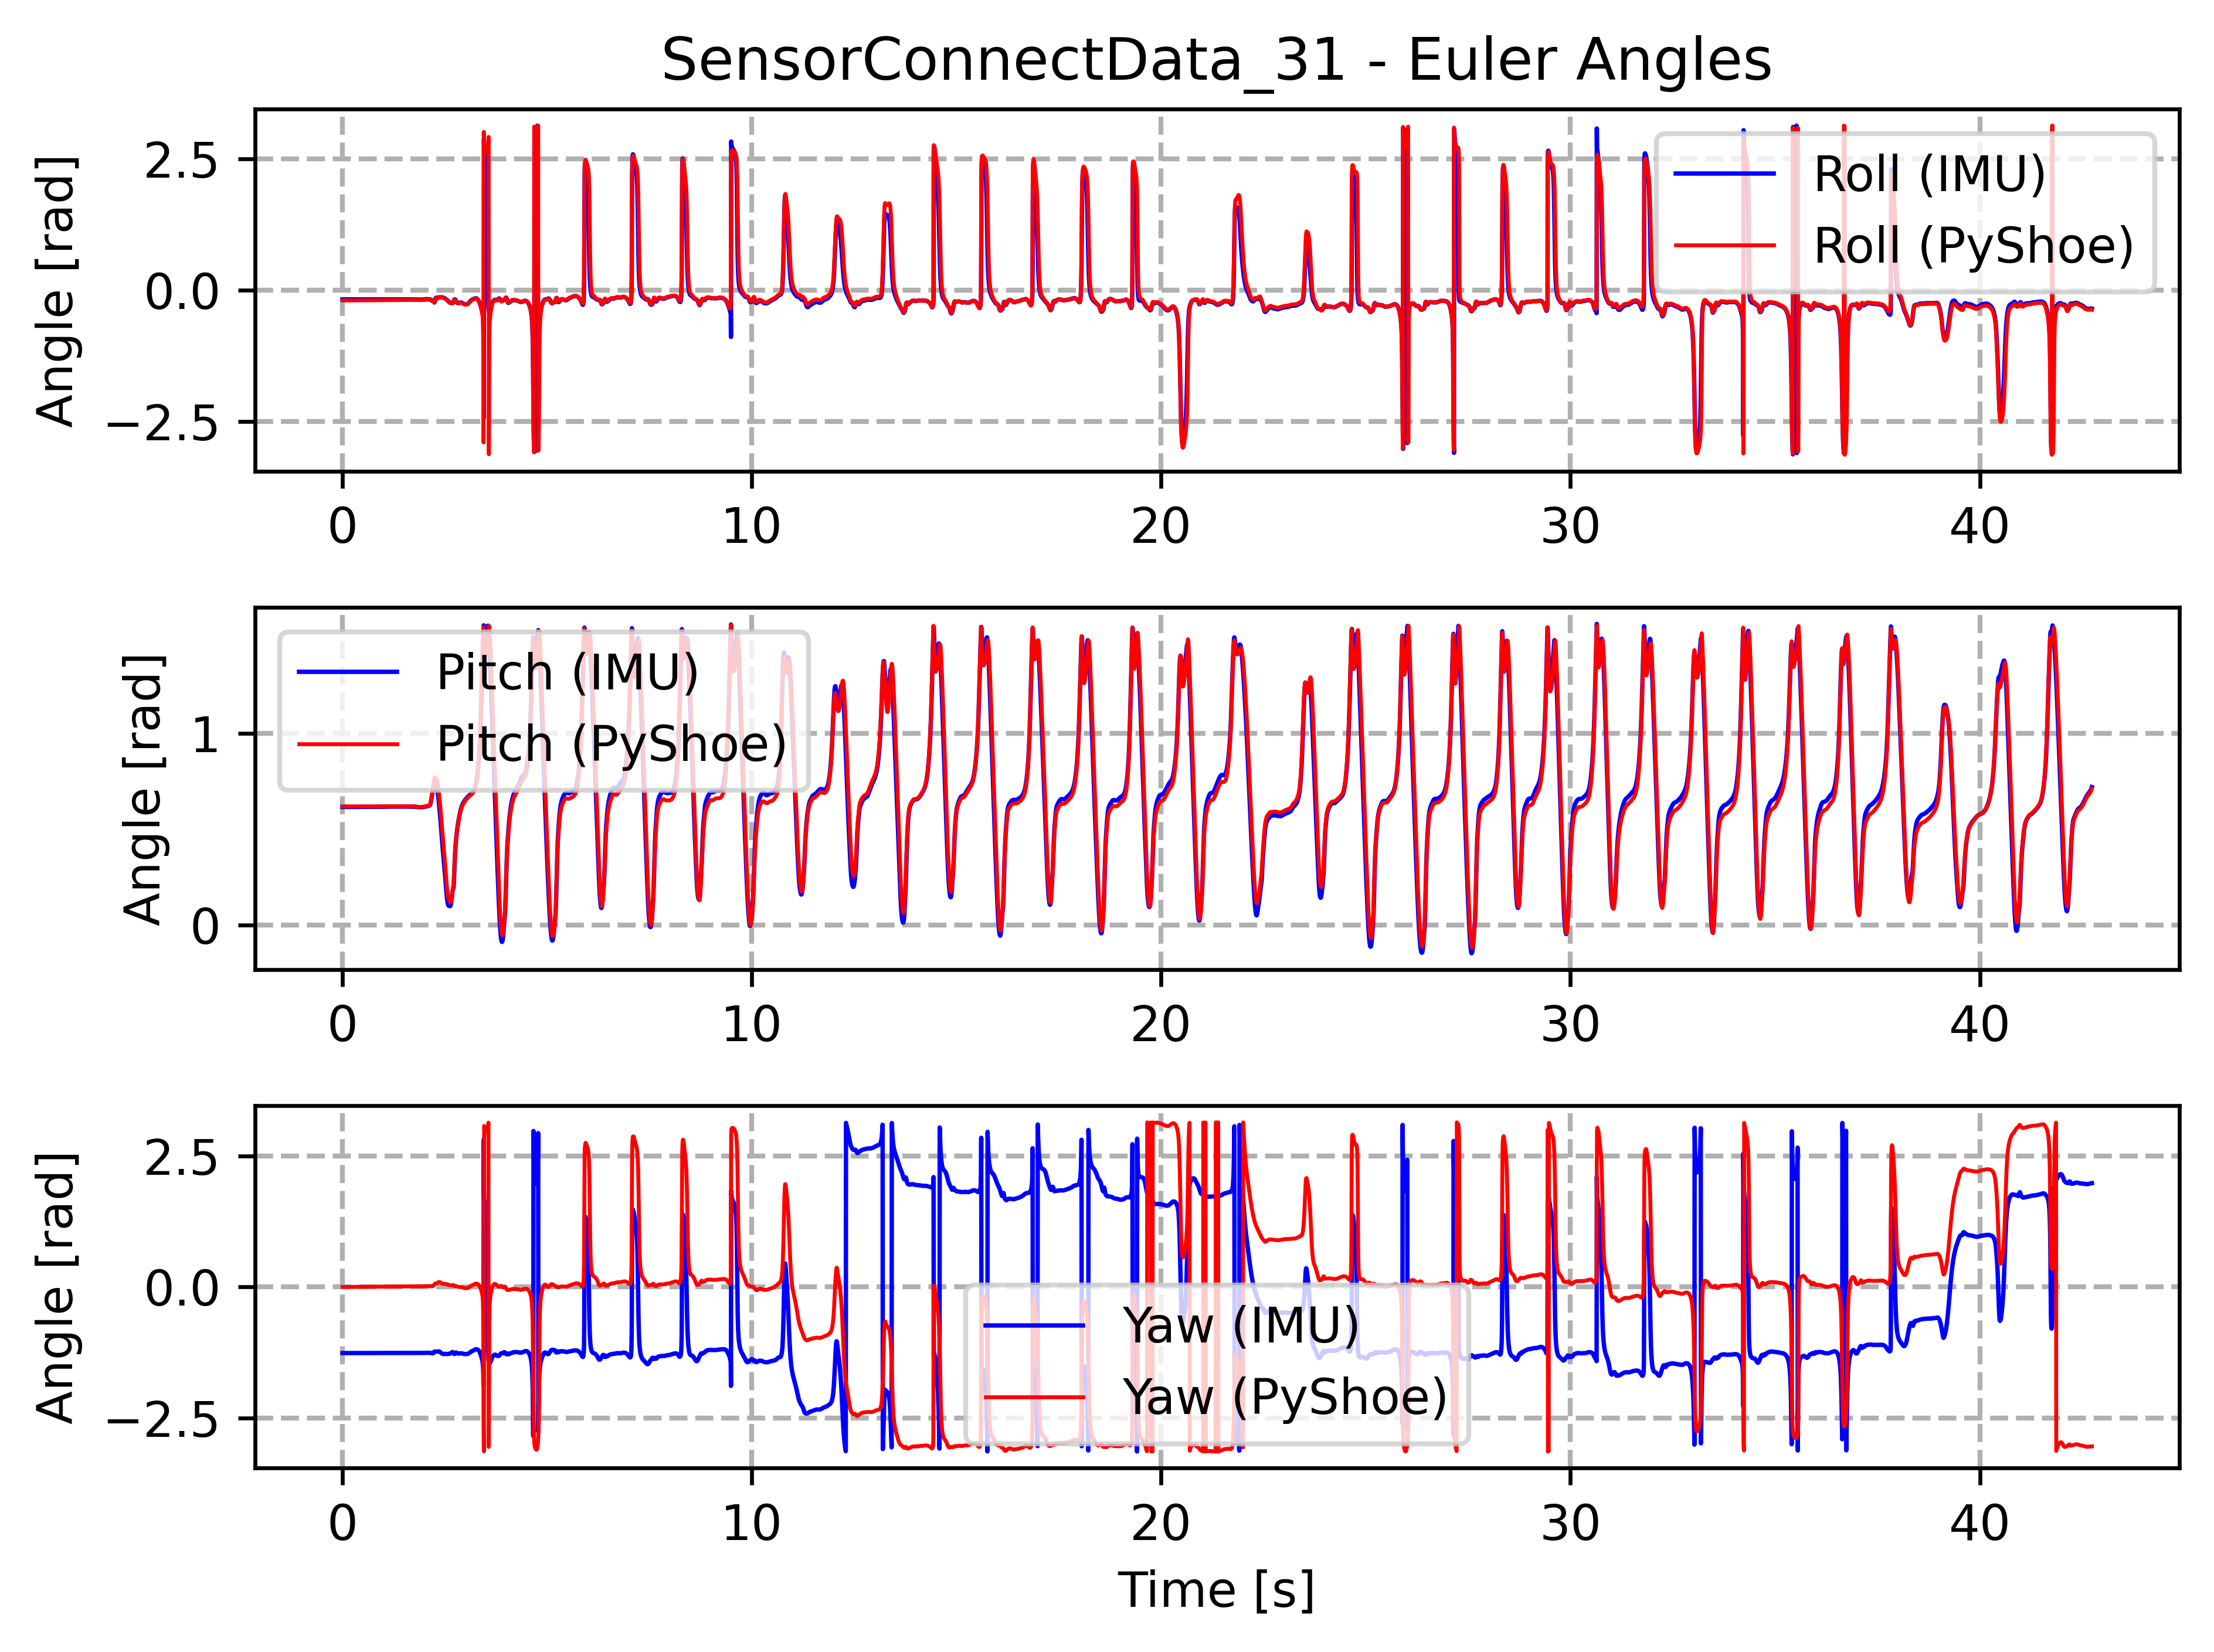 SensorConnectData_31 - Euler Angles
Angle [rad]
2.5
0.0
−2.5
Roll (IMU)
Roll (PyShoe)
0 10 20 30 40
Angle [rad]
1
0
Pitch (IMU)
Pitch (PyShoe)
0 10 20 30 40
Angle [rad]
2.5
0.0
−2.5
Yaw (IMU)
Yaw (PyShoe)
0 10 20 30 40
Time [s]